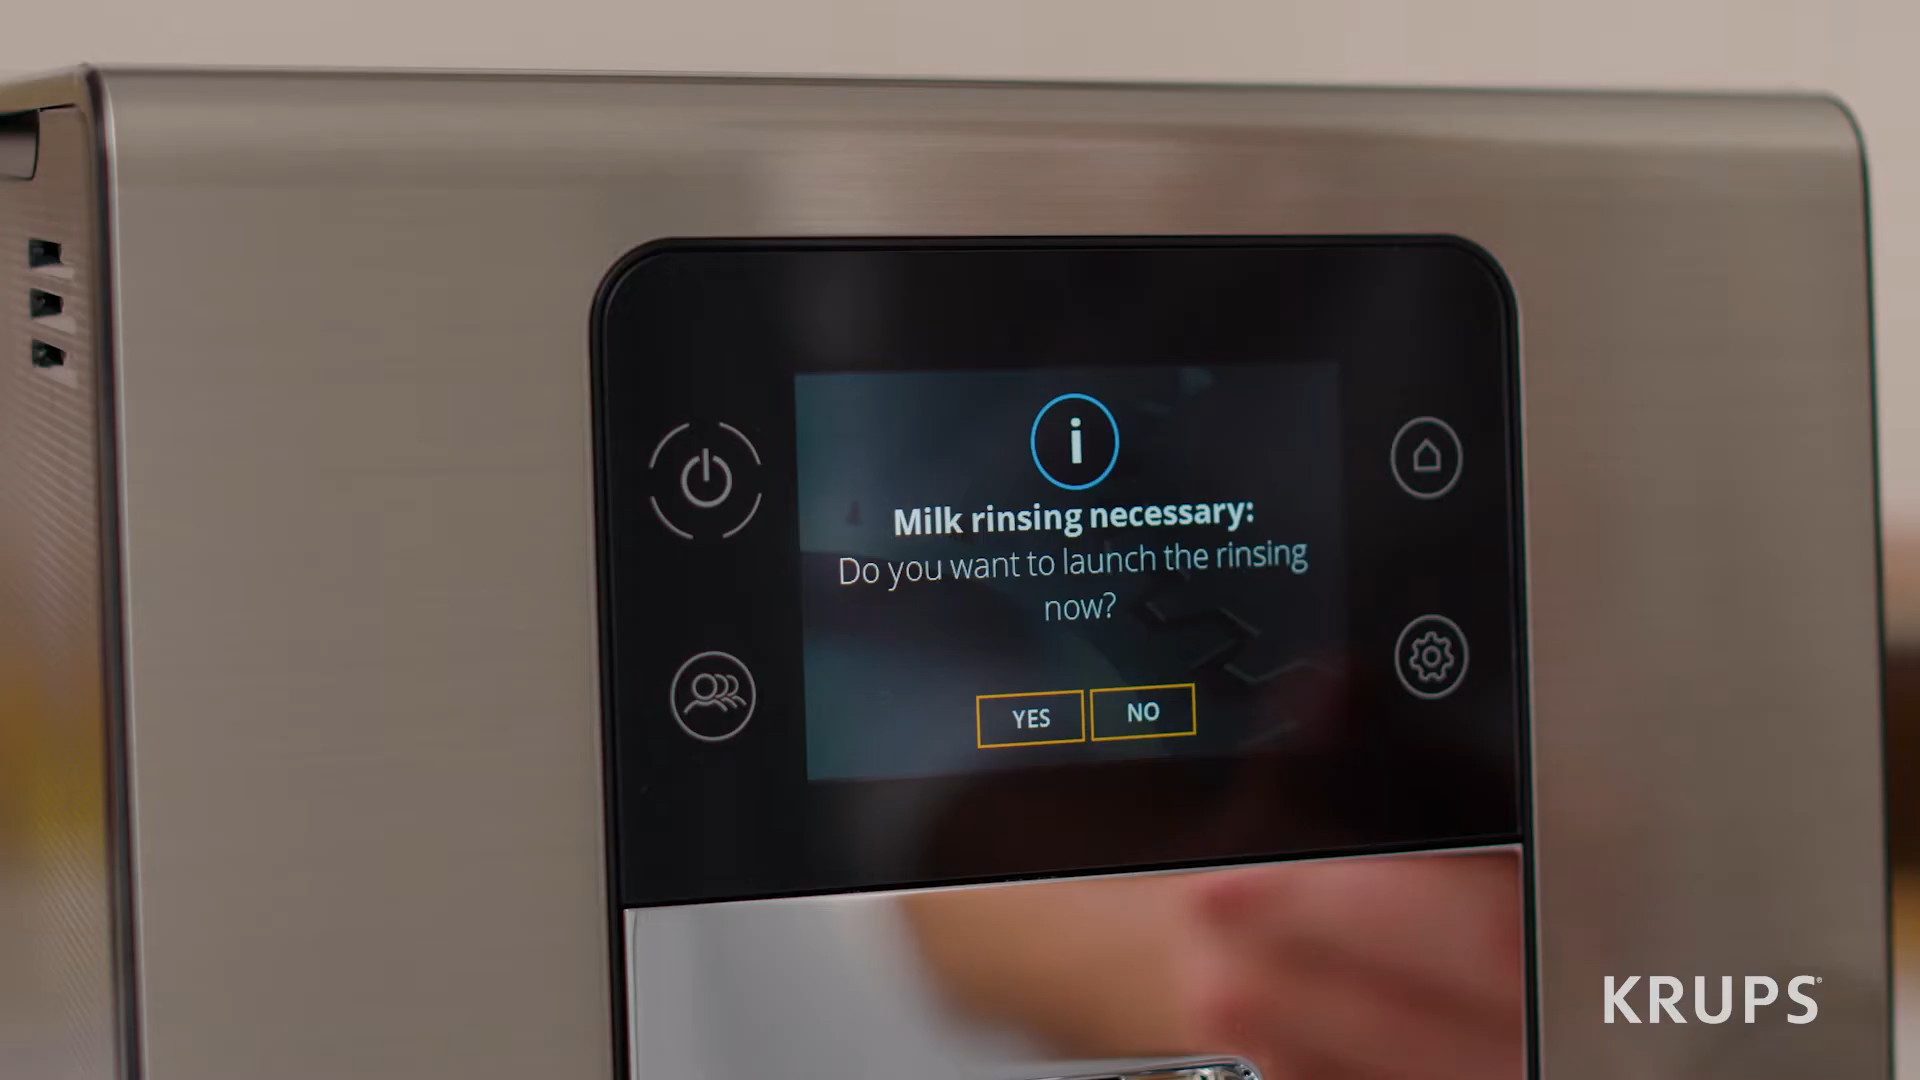 i
Milk rinsing necessary:
Do you want to launch the rinsing
now?
YES NO
KRUPS